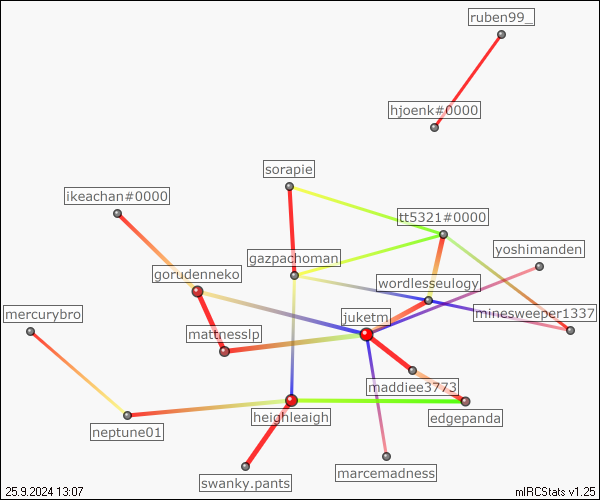 ruben99_
hjoenk#0000
sorapie
ikeachan#0000
tt5321#0000
yoshimanden
gazpachoman
gorudenneko
wordlesseulogy
mercurybro
juketm
minesweeper1337
mattnesslp
maddiee3773
heighleaigh
edgepanda
neptune01
marcemadness
swanky.pants
25.9.2024 13:07
mIRCStats v1.25